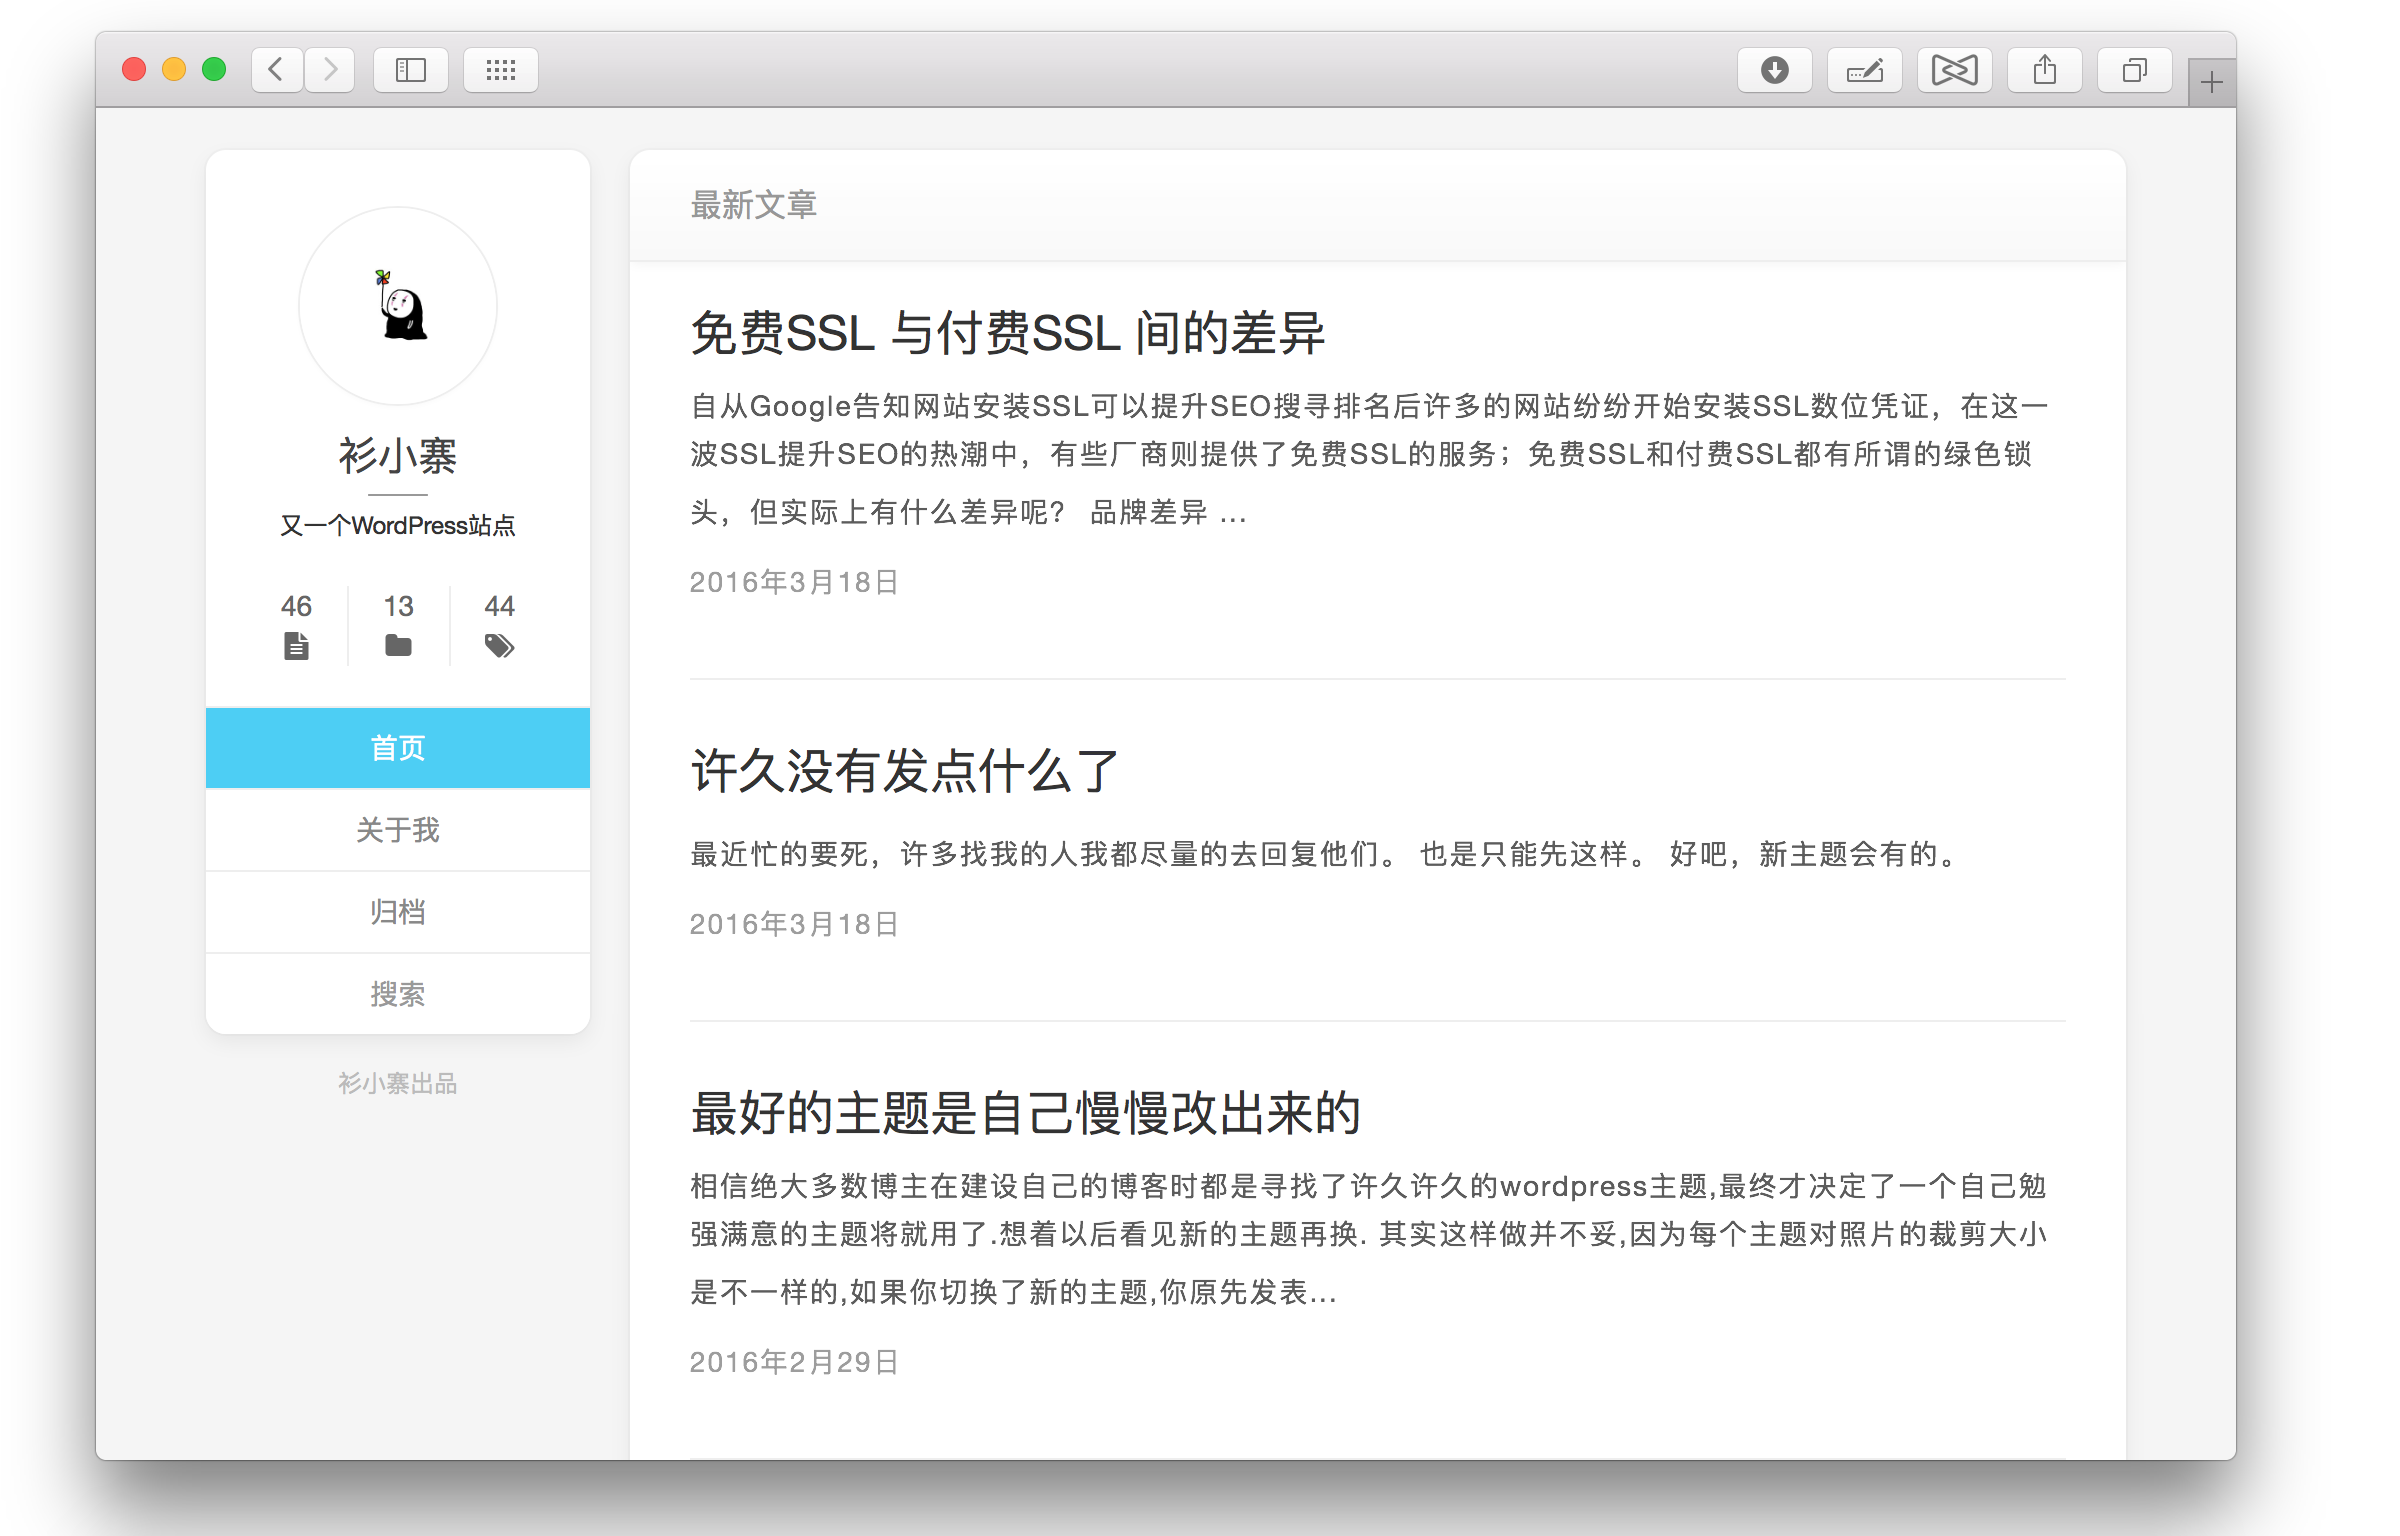 衫小寨
又一个WordPress站点
46
13
44
首页
关于我
归档
搜索
衫小寨出品
最新文章
免费SSL 与付费SSL 间的差异
自从Google告知网站安装SSL可以提升SEO搜寻排名后许多的网站纷纷开始安装SSL数位凭证，在这一
波SSL提升SEO的热潮中，有些厂商则提供了免费SSL的服务；免费SSL和付费SSL都有所谓的绿色锁
头，但实际上有什么差异呢？ 品牌差异 ...
2016年3月18日
许久没有发点什么了
最近忙的要死，许多找我的人我都尽量的去回复他们。 也是只能先这样。 好吧，新主题会有的。
2016年3月18日
最好的主题是自己慢慢改出来的
相信绝大多数博主在建设自己的博客时都是寻找了许久许久的wordpress主题,最终才决定了一个自己勉
强满意的主题将就用了.想着以后看见新的主题再换. 其实这样做并不妥,因为每个主题对照片的裁剪大小
是不一样的,如果你切换了新的主题,你原先发表...
2016年2月29日